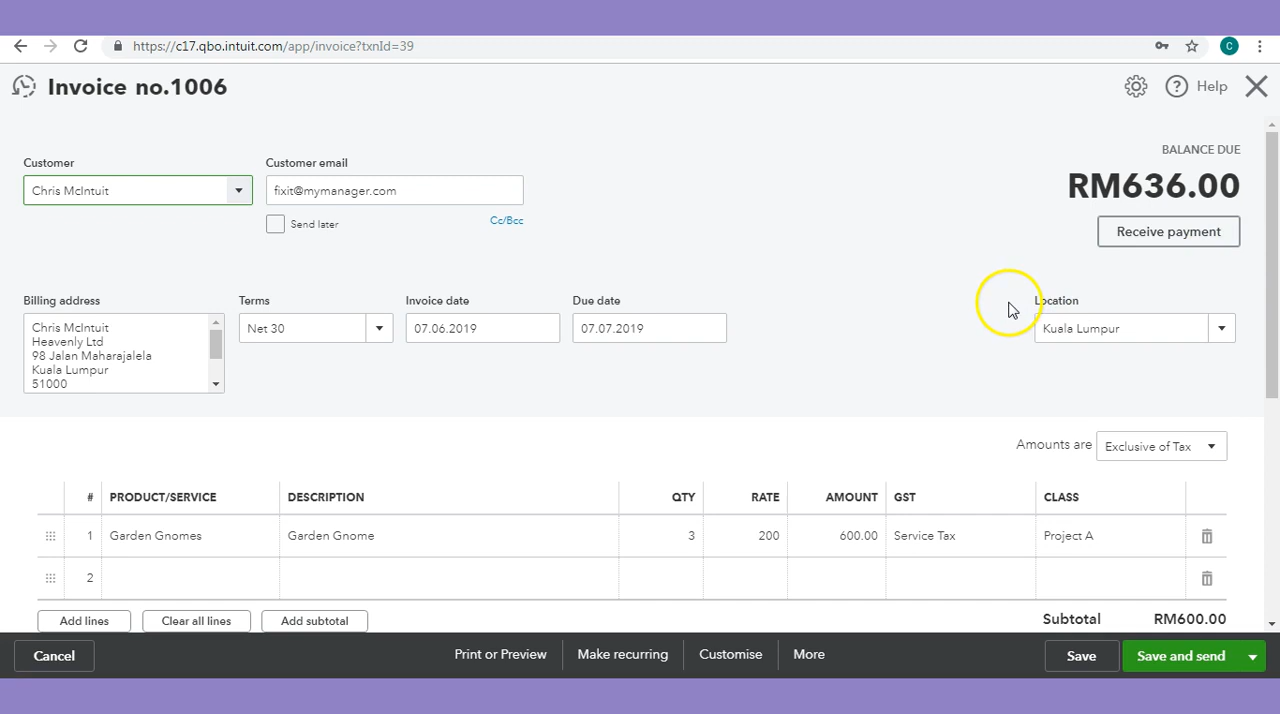 https://c17.qbo.intuit.com/app/invoice?txnId=39
C
Invoice no.1006
Help
Customer
Customer email
BALANCE DUE
Chris McIntuit
fixit@mymanager.com
RM636.00
Send later
Cc/Bcc
Receive payment
Billing address
Terms
Invoice date
Due date
Location
Chris McIntuit
Heavenly Ltd
98 Jalan Maharajalela
Kuala Lumpur
51000
Net 30
07.06.2019
07.07.2019
Kuala Lumpur
Amounts are
Exclusive of Tax
# PRODUCT/SERVICE DESCRIPTION QTY RATE AMOUNT GST CLASS
1 Garden Gnomes Garden Gnome 3 200 600.00 Service Tax Project A
2
Add lines
Clear all lines
Add subtotal
Subtotal RM600.00
Cancel
Print or Preview
Make recurring
Customise
More
Save
Save and send